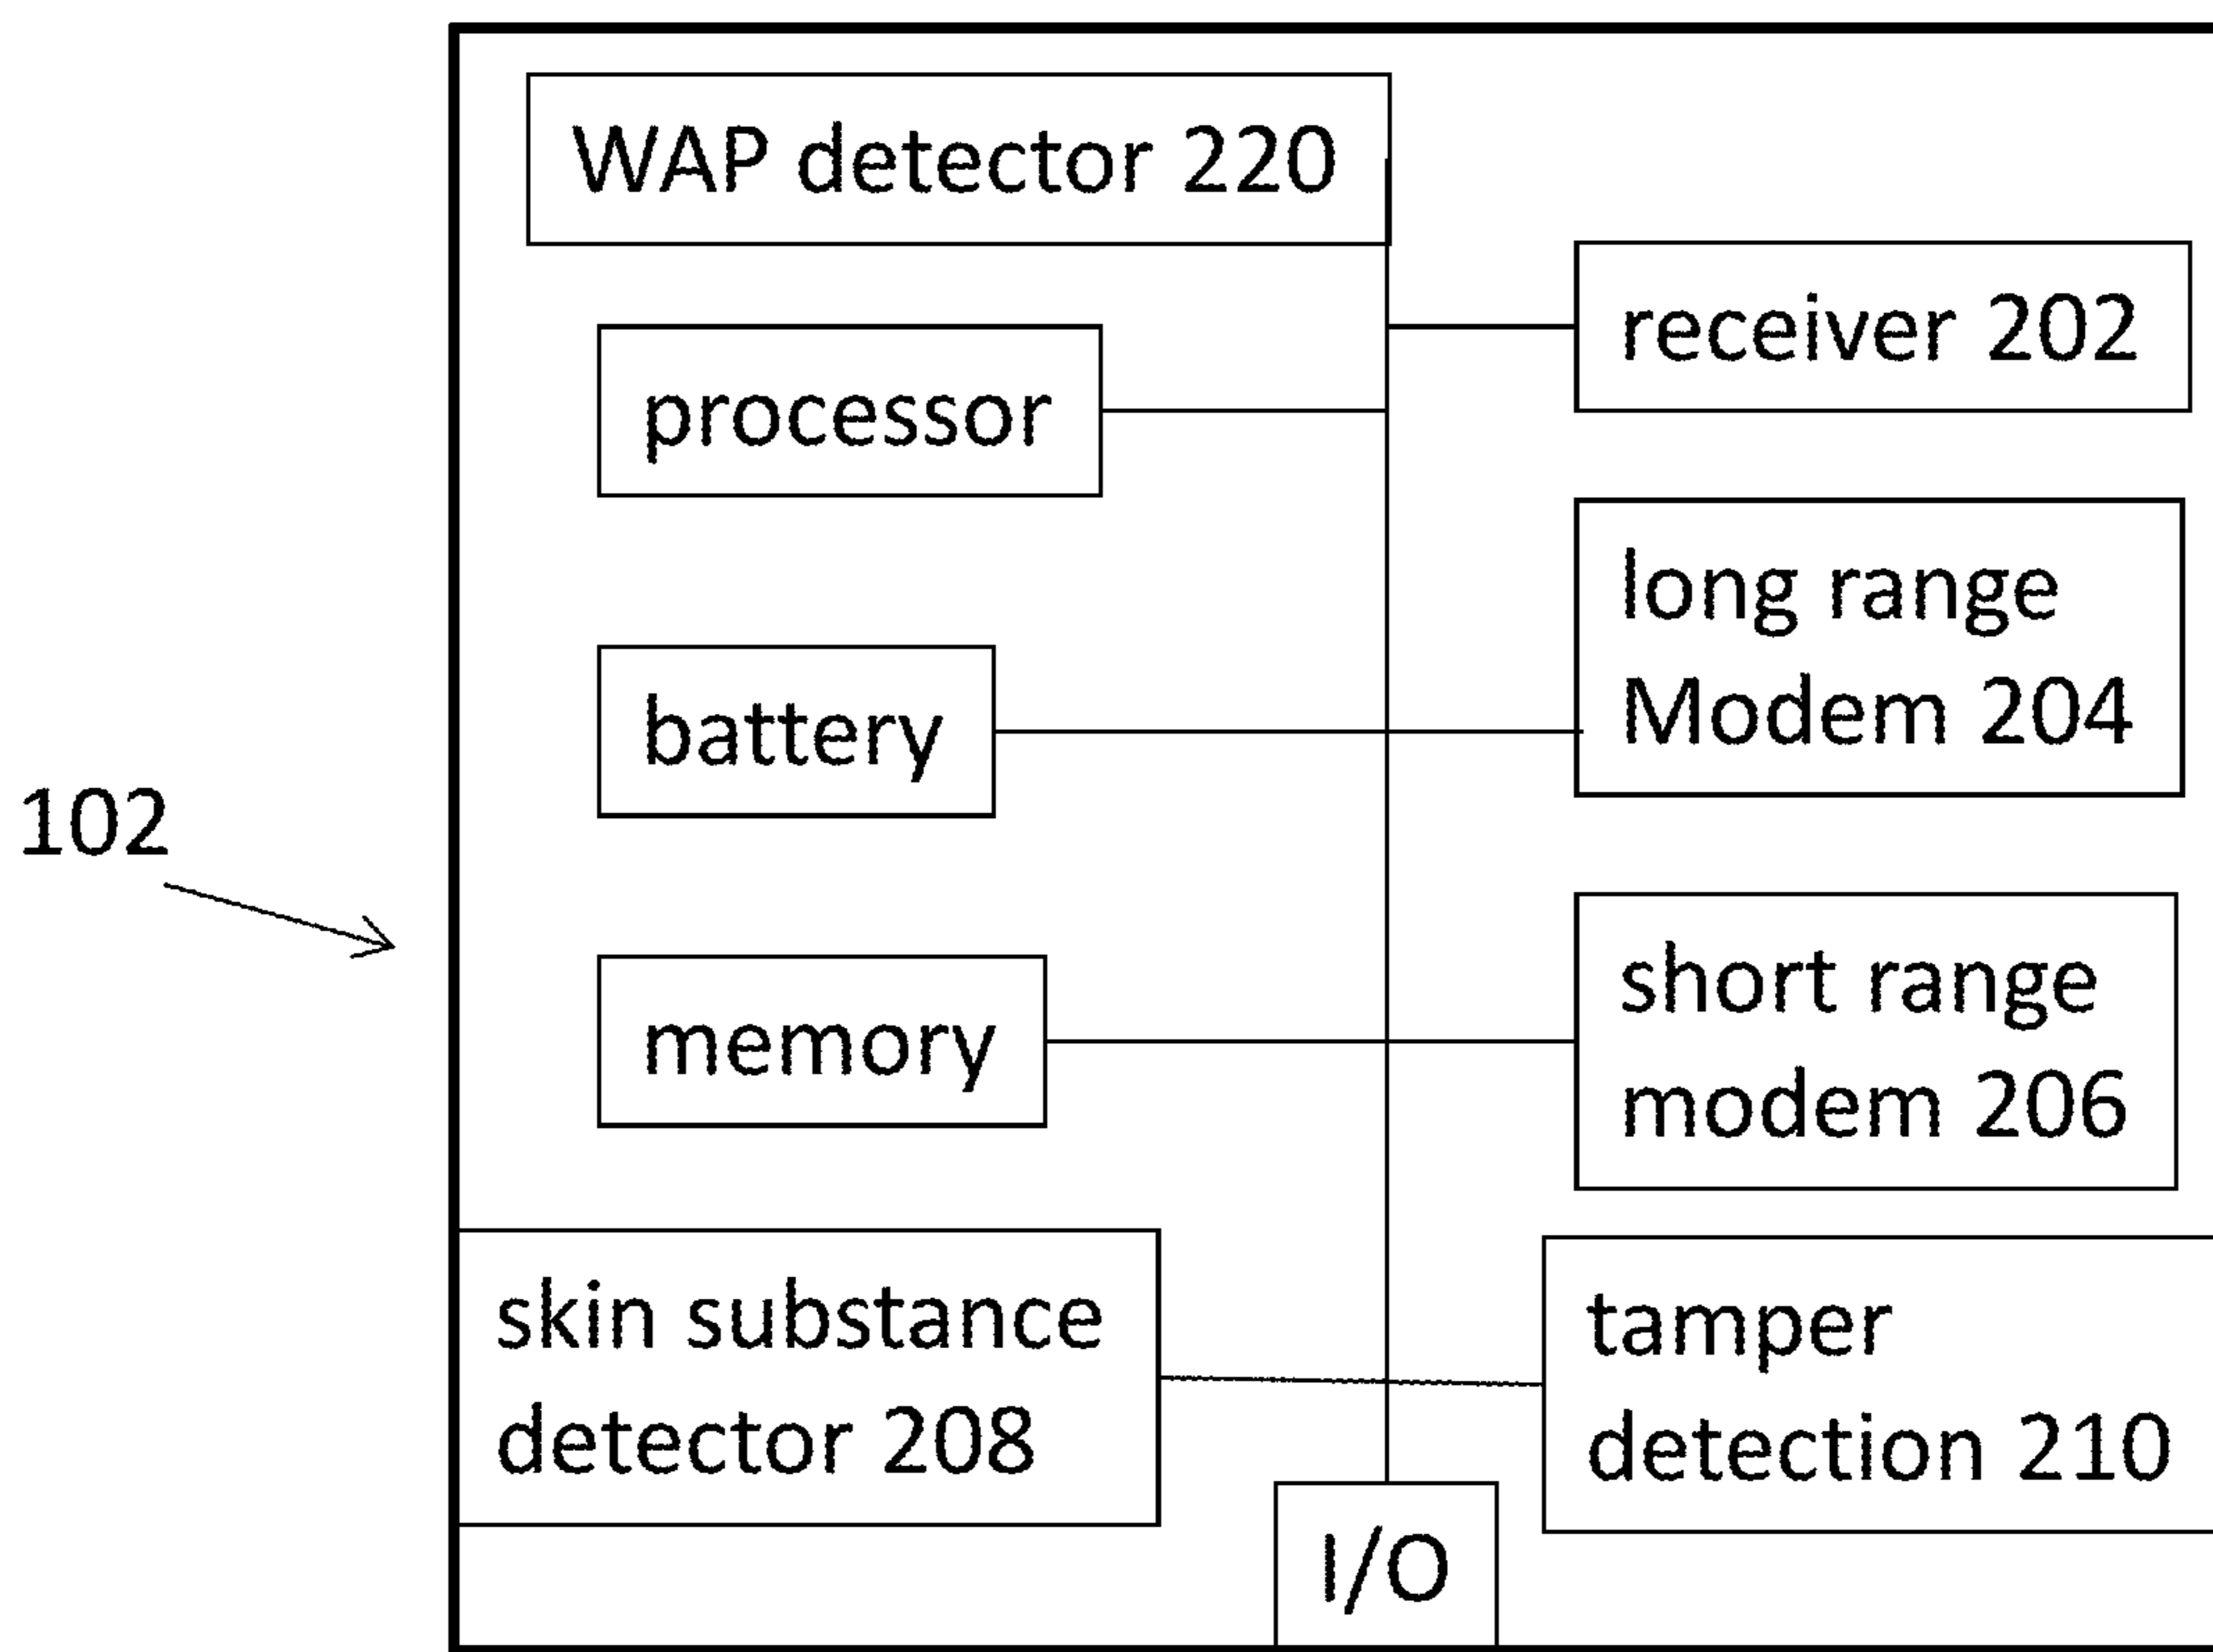 WAP detector 220
receiver 202
processor
long range
Modem 204
battery
102
short range
memory
modem 206
skin substance
detector 208
tamper
detection 210
I/O